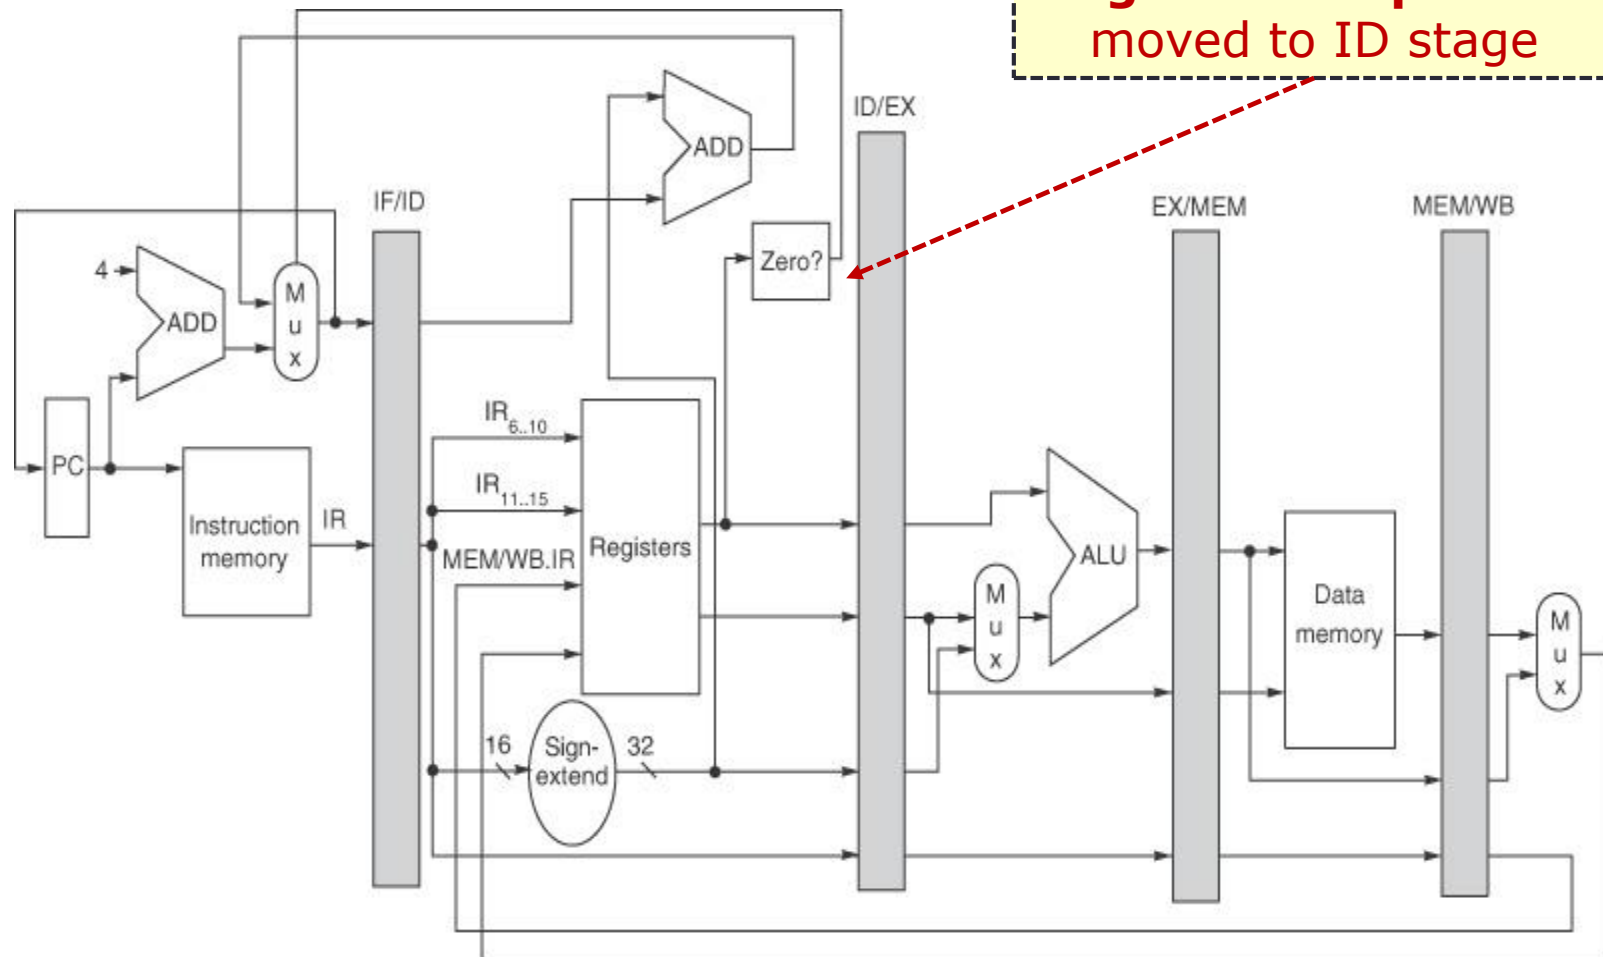 moved to ID stage
ID/EX
ADD
IF/ID
EX/MEM
MEM/WB
Zero?
4
M
u
x
ADD
IR6..10
PC
IR11..15
IR
Instruction
memory
Registers
MEM/WB.IR
ALU
M
u
x
Data
memory
M
u
x
16
Sign-
extend
32